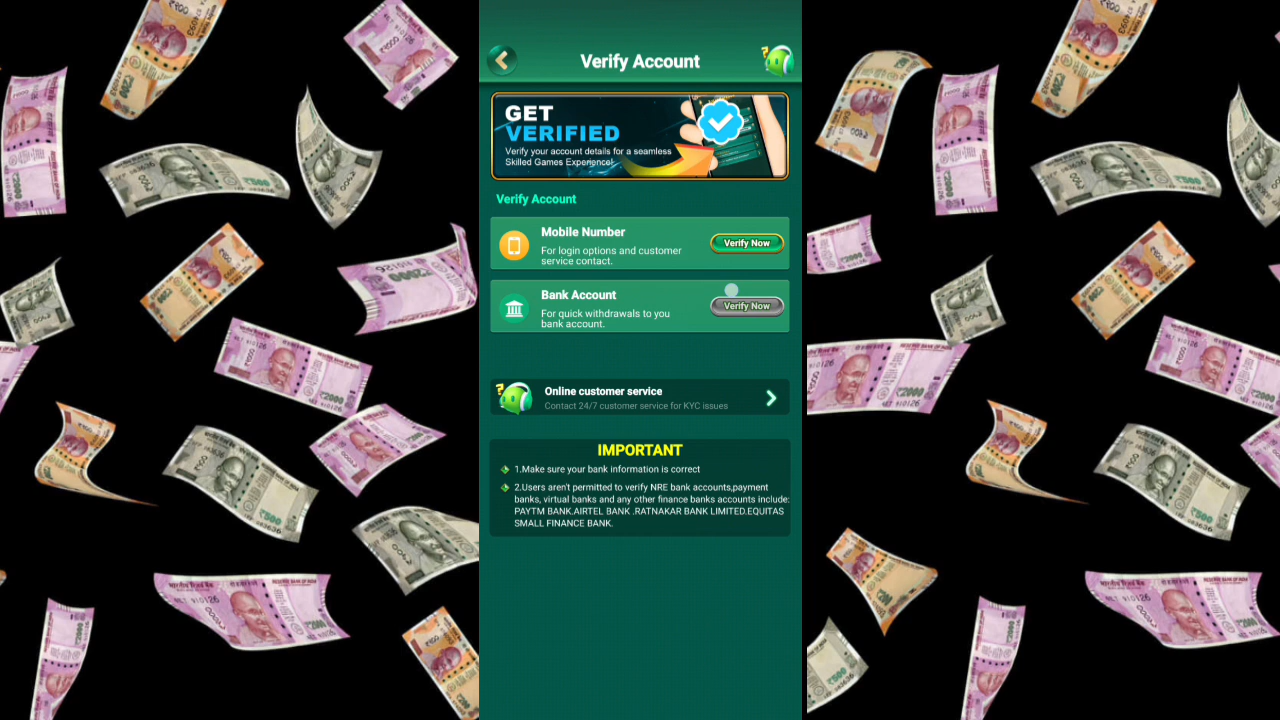 Verify Account
GET
VERIFIED
Verify your account details for a seamless
Skilled Games Experience!
Verify Account
Mobile Number
For login options and customer
service contact.
Verify Now
Bank Account
For quick withdrawals to you
bank account.
Verify Now
Online customer service
Contact 24/7 customer service for KYC issues
IMPORTANT
1.Make sure your bank information is correct
2.Users aren't permitted to verify NRE bank accounts,payment
banks, virtual banks and any other finance banks accounts include:
PAYTM BANK.AIRTEL BANK .RATNAKAR BANK LIMITED.EQUITAS
SMALL FINANCE BANK.